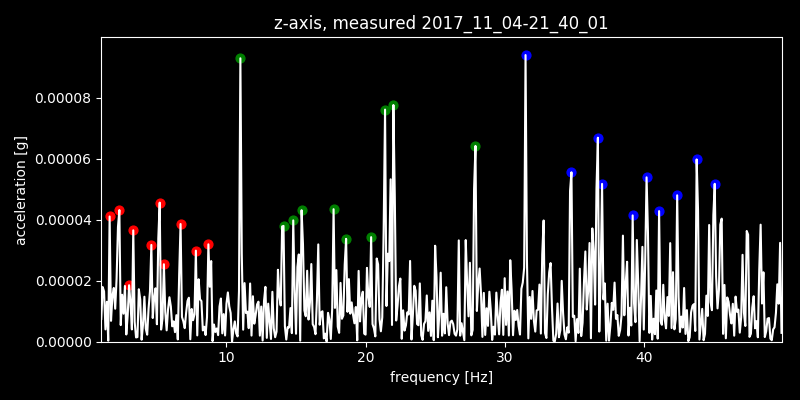 z-axis, measured 2017_11_04-21_40_01
acceleration [g]
0.00008
0.00006
0.00004
0.00002
0.00000
10 20 30 40
frequency [Hz]